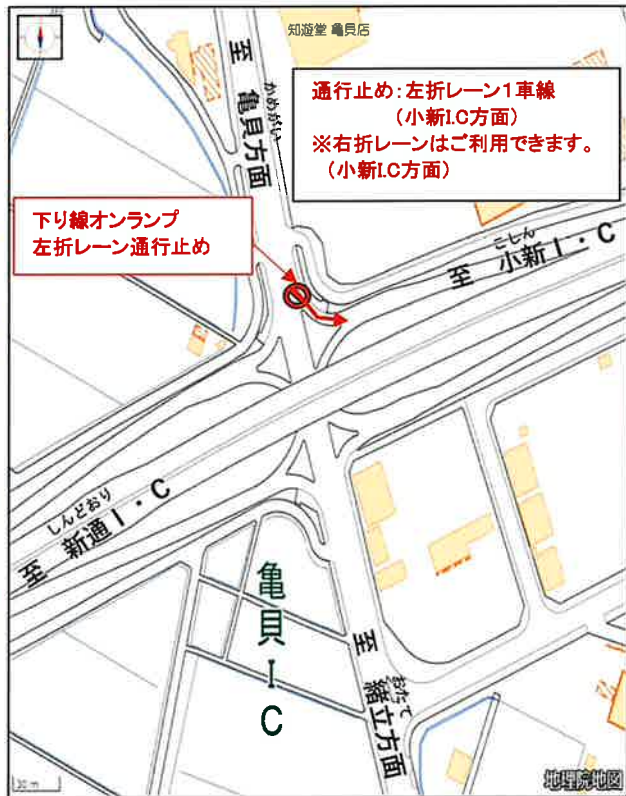 知遊堂 亀貝店
通行止め:左折レーン1車線
(小新I.C方面)
※右折レーンはご利用できます。
(小新I.C方面)
かめがい
至 亀貝方面
下り線オンランプ
左折レーン通行止め
こしん
至 小新I・C
しんどおり
至 新通I・C
亀貝IC
おたて
至 緒立方面
30 m
地理院地図